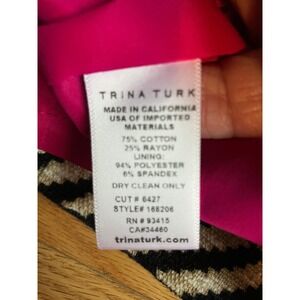 TRINA TURK
MADE IN CALIFORNIA
USA OF IMPORTED
MATERIALS
75% COTTON
25% RAYON
LINING:
94% POLYESTER
6% SPANDEX
DRY CLEAN ONLY
CUT # 6427
STYLE# 168206
RN # 93415
CA#34460
trinaturk.com